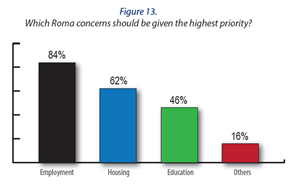 Figure 13.
Which Roma concerns should be given the highest priority?
84%
62%
46%
16%
Employment
Housing
Education
Others